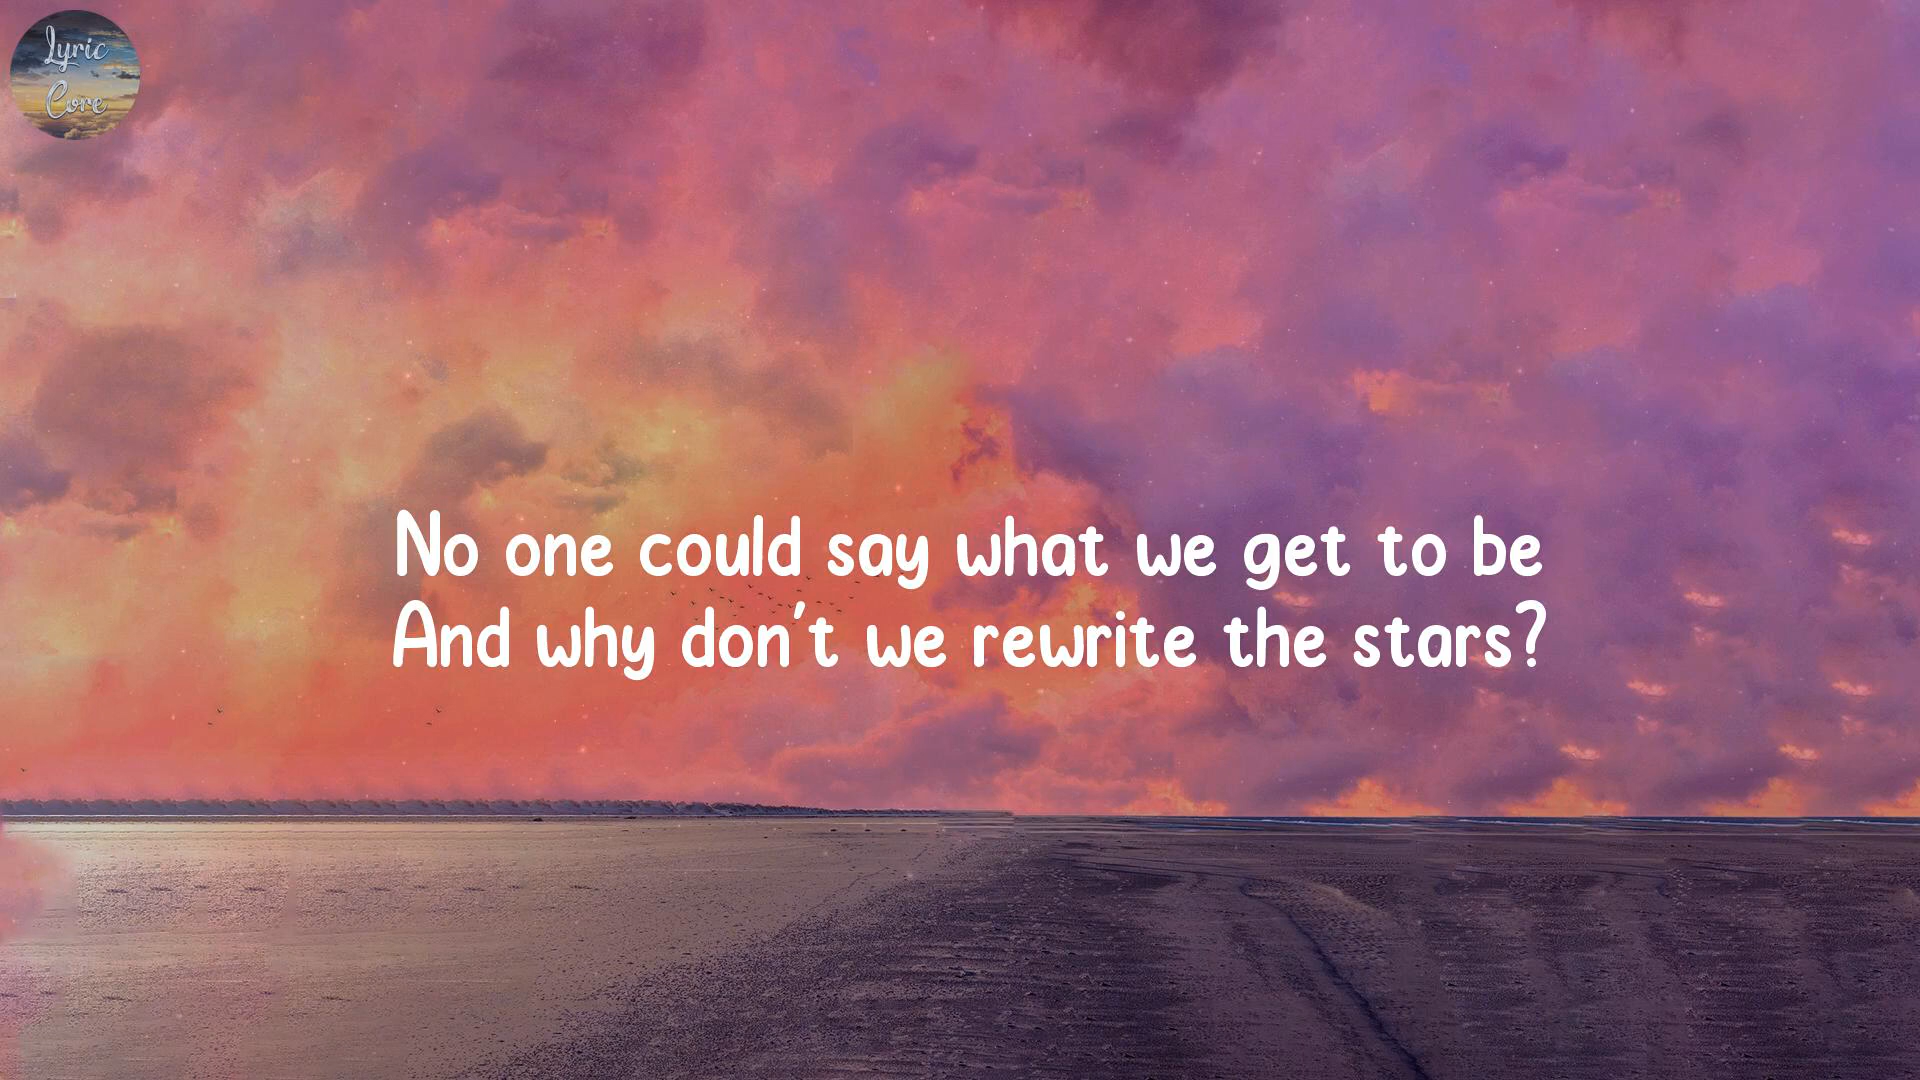 Lyric
Core
No one could say what we get to be
And why don't we rewrite the stars?